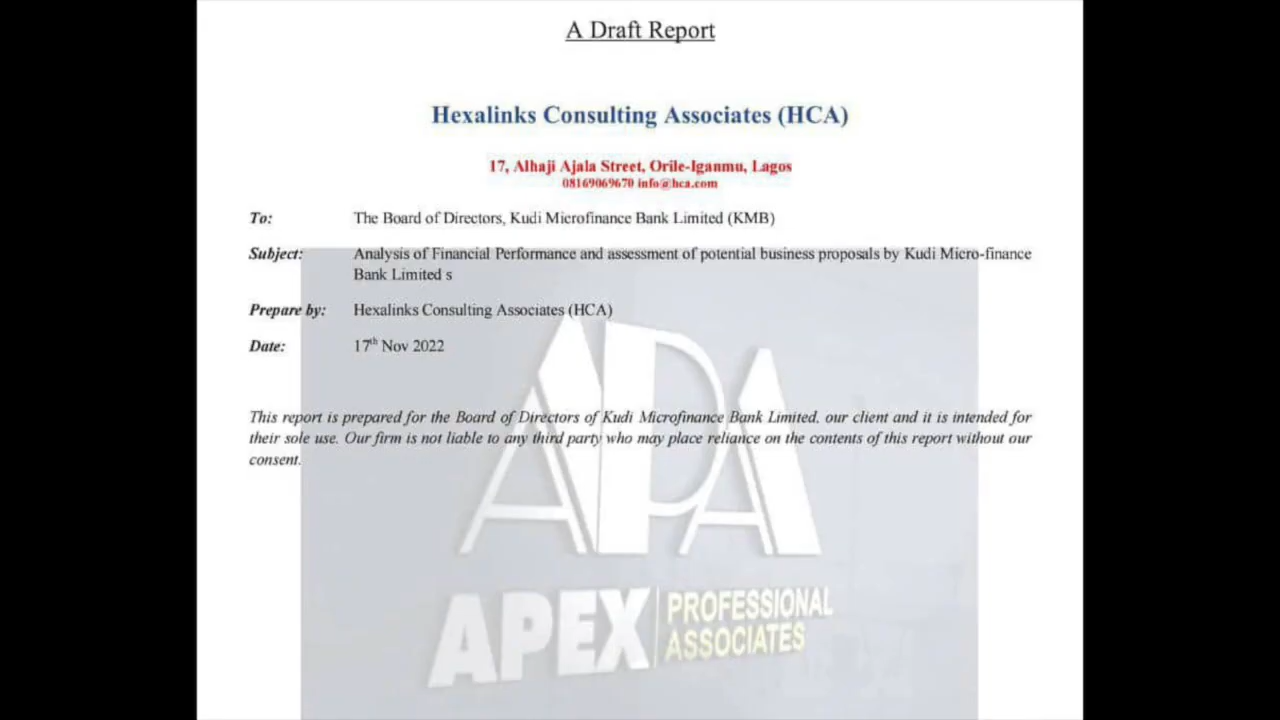 A Draft Report
Hexalinks Consulting Associates (HCA)
17, Alhaji Ajala Street, Orile-Iganmu, Lagos
08169069670 info@hca.com
To: The Board of Directors, Kudi Microfinance Bank Limited (KMB)
Subject: Analysis of Financial Performance and assessment of potential business proposals by Kudi Micro-finance
Bank Limited s
Prepare by: Hexalinks Consulting Associates (HCA)
Date: 17th Nov 2022
This report is prepared for the Board of Directors of Kudi Microfinance Bank Limited, our client and it is intended for
their sole use. Our firm is not liable to any third party who may place reliance on the contents of this report without our
consent.
APA
APEX PROFESSIONAL
ASSOCIATES